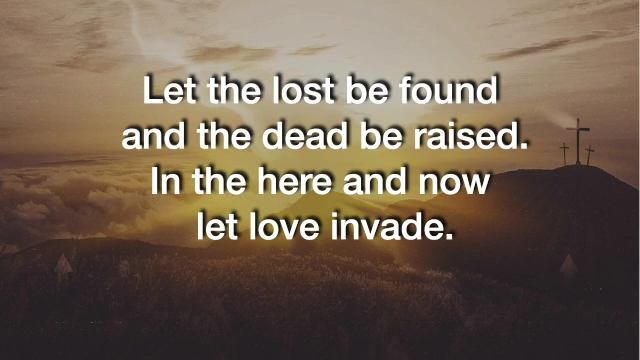 Let the lost be found
and the dead be raised.
In the here and now
let love invade.